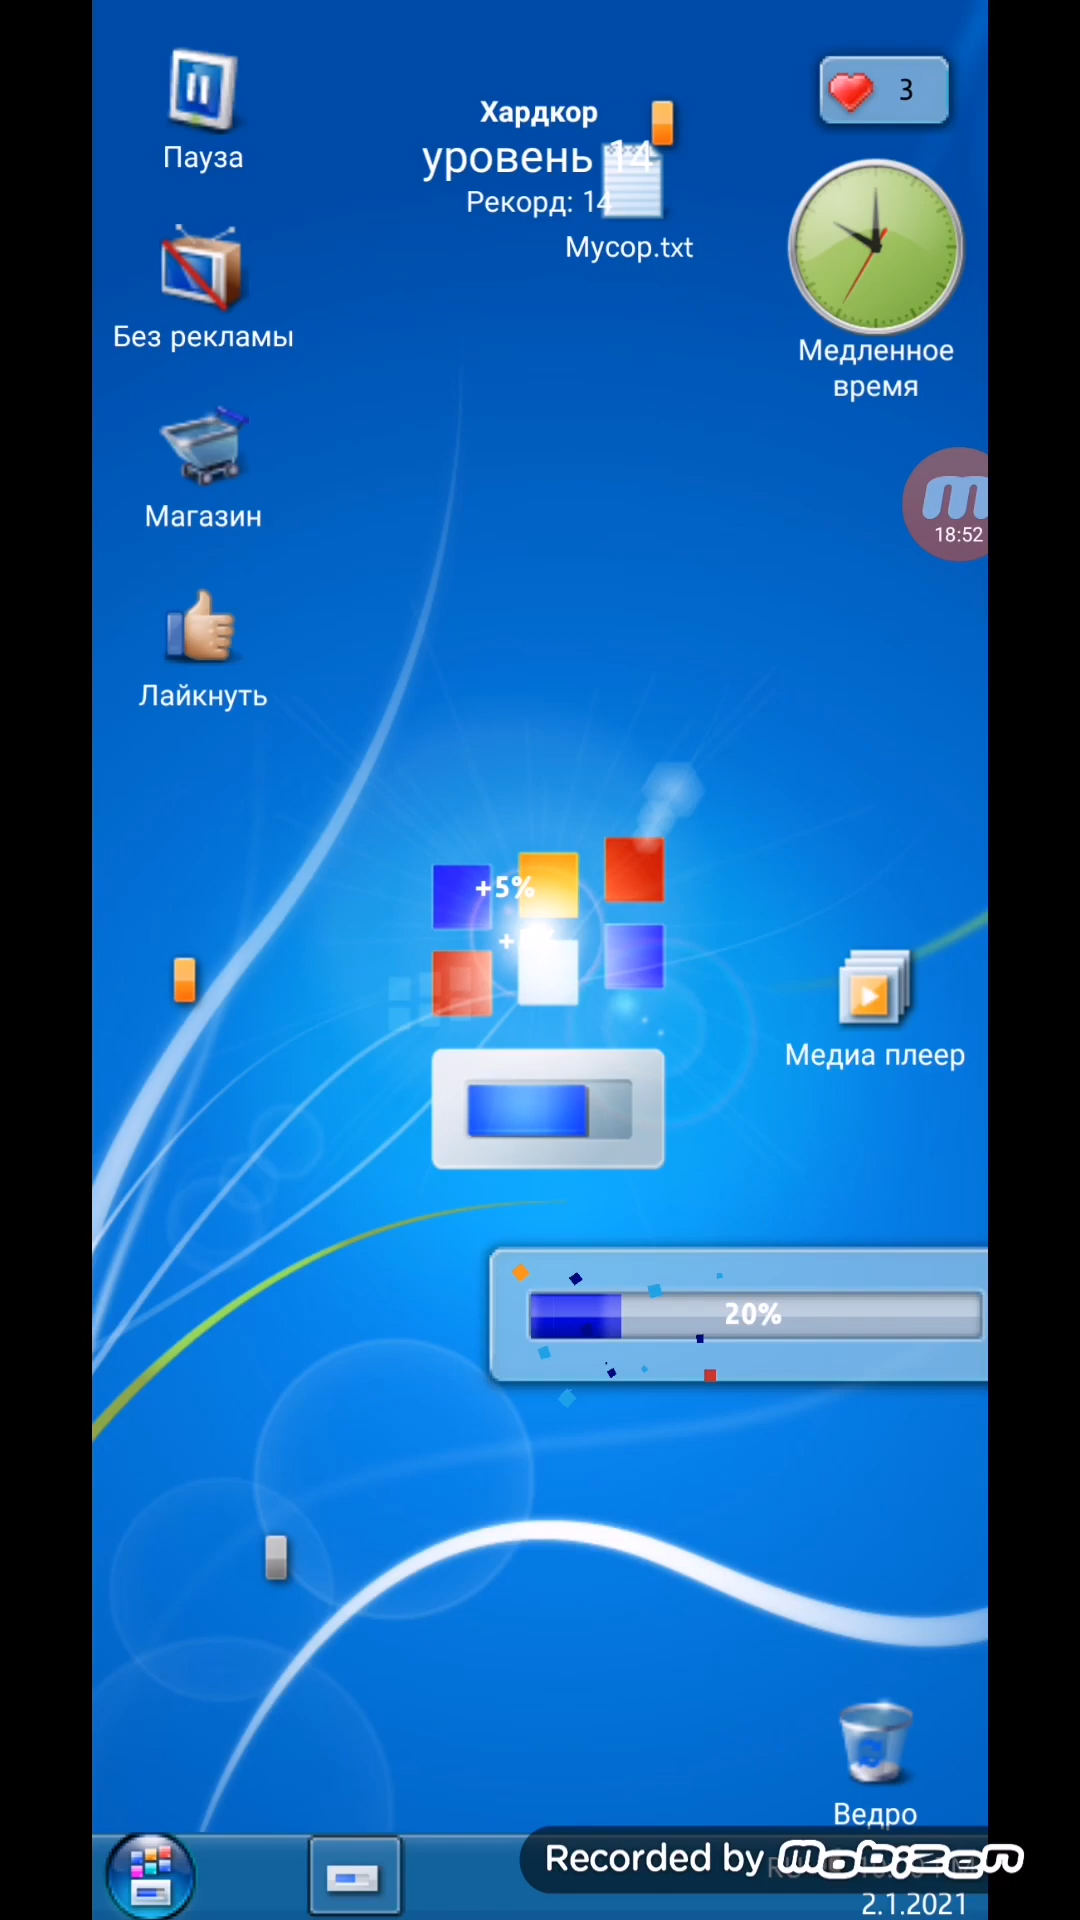 Пауза
Хардкор
уровень 14
Рекорд: 14
Мусор.txt
3
Без рекламы
Медленное
время
Магазин
18:52
Лайкнуть
+5%
Медиа плеер
20%
Ведро
Recorded by mobizen
2.1.2021